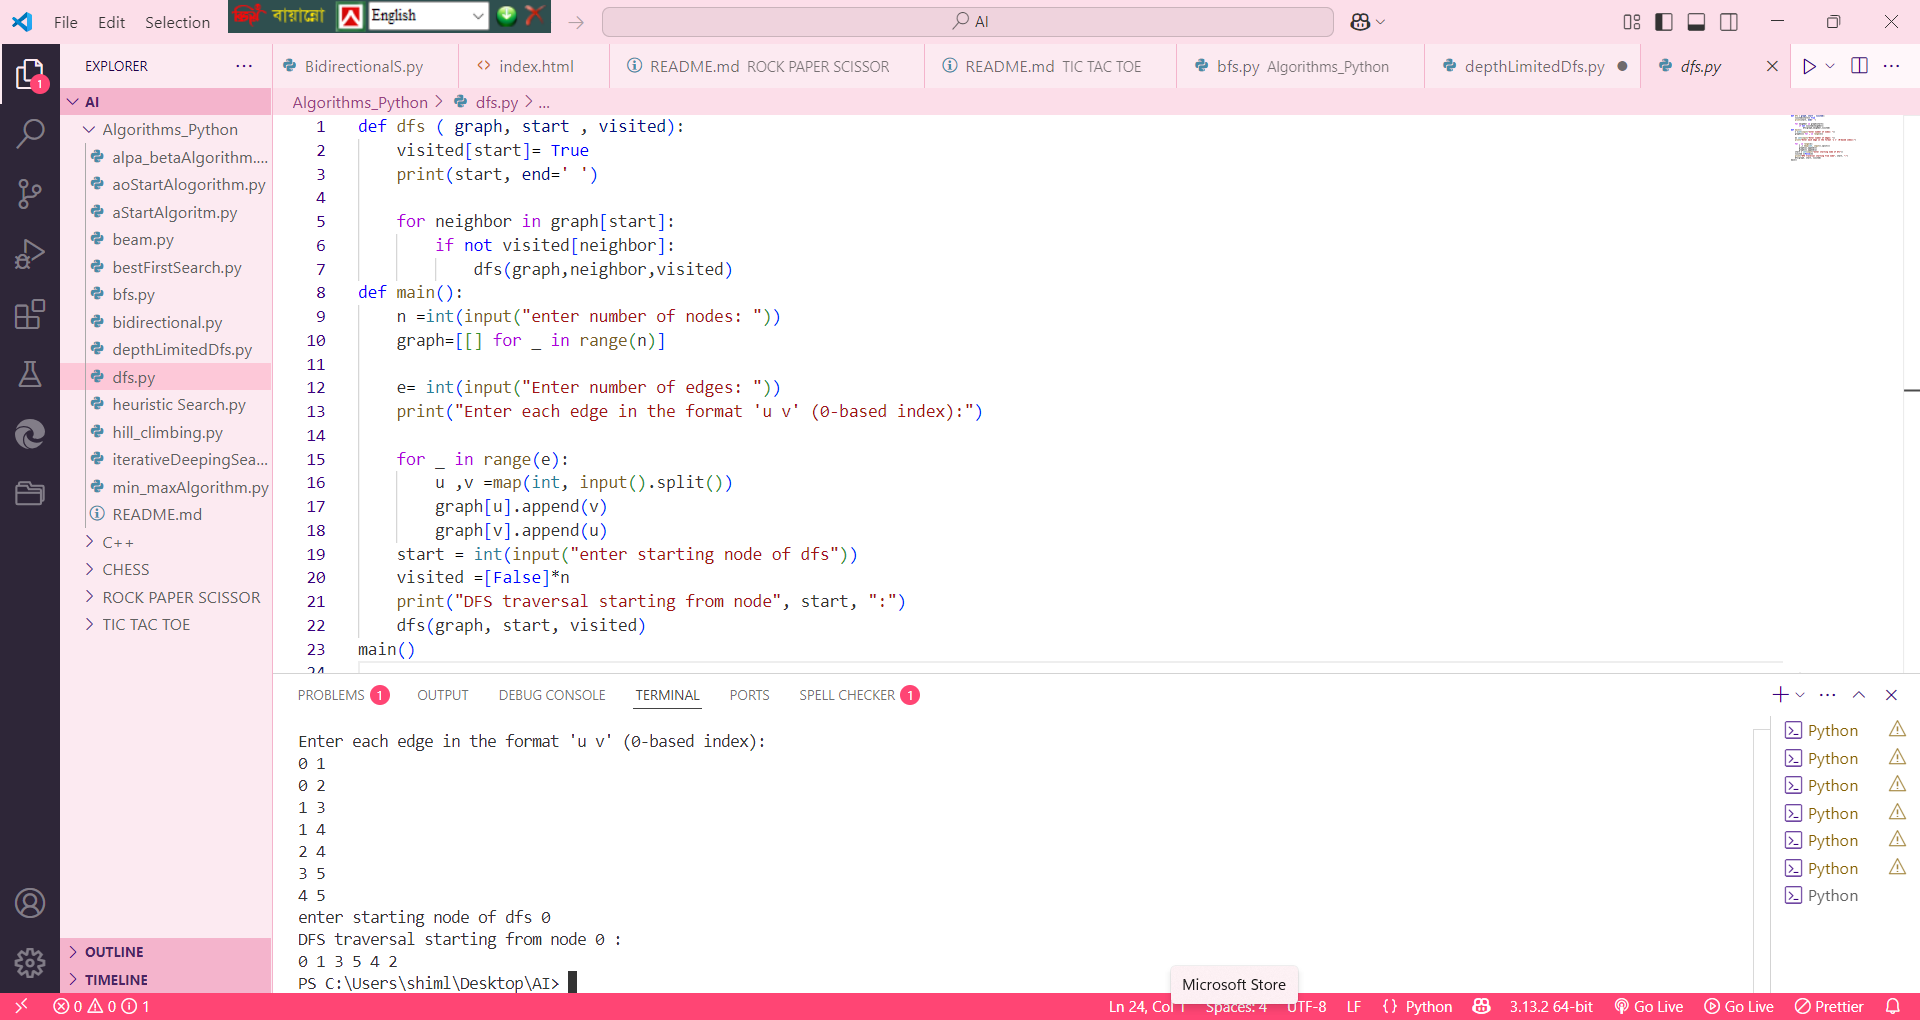 File Edit Selection
বায়ান্নো English
AI
EXPLORER
BidirectionalS.py
index.html
README.md ROCK PAPER SCISSOR
README.md TIC TAC TOE
bfs.py Algorithms_Python
depthLimitedDfs.py
dfs.py
AI
Algorithms_Python > dfs.py > ...
Algorithms_Python
alpa_betaAlgorithm....
aoStartAlogorithm.py
aStartAlgoritm.py
beam.py
bestFirstSearch.py
bfs.py
bidirectional.py
depthLimitedDfs.py
dfs.py
heuristic Search.py
hill_climbing.py
iterativeDeepingSea...
min_maxAlgorithm.py
README.md
C++
CHESS
ROCK PAPER SCISSOR
TIC TAC TOE
OUTLINE
TIMELINE
1 def dfs ( graph, start , visited):
2 visited[start]= True
3 print(start, end=' ')
4
5 for neighbor in graph[start]:
6 if not visited[neighbor]:
7 dfs(graph,neighbor,visited)
8 def main():
9 n =int(input("enter number of nodes: "))
10 graph=[[] for _ in range(n)]
11
12 e= int(input("Enter number of edges: "))
13 print("Enter each edge in the format 'u v' (0-based index):")
14
15 for _ in range(e):
16 u ,v =map(int, input().split())
17 graph[u].append(v)
18 graph[v].append(u)
19 start = int(input("enter starting node of dfs"))
20 visited =[False]*n
21 print("DFS traversal starting from node", start, ":")
22 dfs(graph, start, visited)
23 main()
24
PROBLEMS 1 OUTPUT DEBUG CONSOLE TERMINAL PORTS SPELL CHECKER 1
Enter each edge in the format 'u v' (0-based index):
0 1
0 2
1 3
1 4
2 4
3 5
4 5
enter starting node of dfs 0
DFS traversal starting from node 0 :
0 1 3 5 4 2
PS C:\Users\shiml\Desktop\AI>
Python
Python
Python
Python
Python
Python
Python
Microsoft Store
0 0 1
Ln 24, Col 1 Spaces: 4 UTF-8 LF {} Python 3.13.2 64-bit Go Live Go Live Prettier